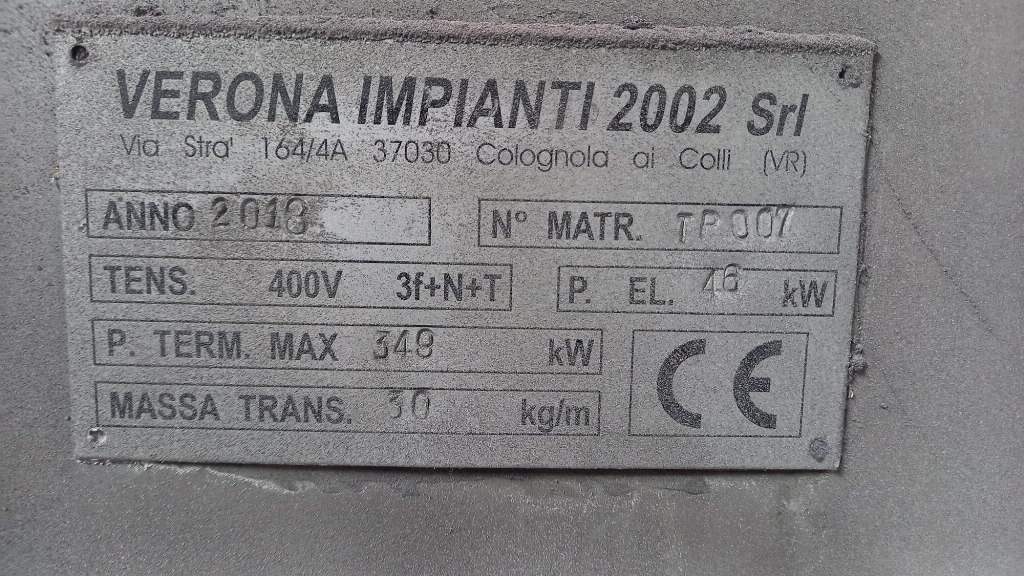 VERONA IMPIANTI 2002 Srl
Via Stra' 164/4A 37030 Colognola ai Colli (VR)
ANNO 2018
N° MATR. TP007
TENS. 400V 3f+N+T
P. EL. 46 kW
P. TERM. MAX 348 kW
MASSA TRANS. 30 kg/m
CE